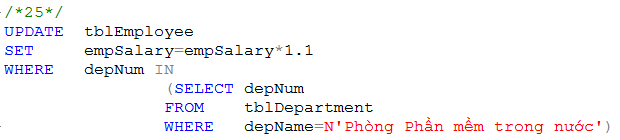 /*25*/
UPDATE tblEmployee
SET empSalary=empSalary*1.1
WHERE depNum IN
(SELECT depNum
FROM tblDepartment
WHERE depName=N'Phòng Phần mềm trong nước')